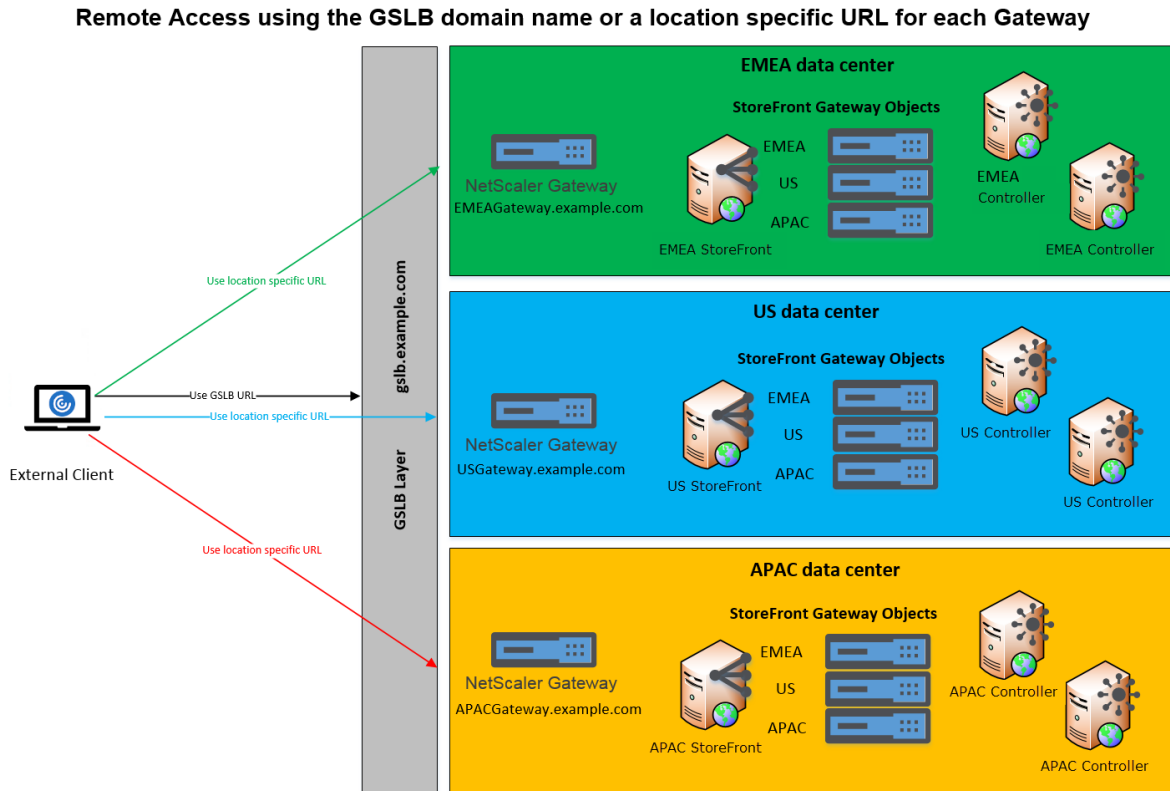 Remote Access using the GSLB domain name or a location specific URL for each Gateway
EMEA data center
StoreFront Gateway Objects
EMEA
US
APAC
NetScaler Gateway
EMEAGateway.example.com
EMEA StoreFront
EMEA
Controller
EMEA Controller
Use location specific URL
gslb.example.com
GSLB Layer
Use GSLB URL
Use location specific URL
External Client
Use location specific URL
US data center
StoreFront Gateway Objects
EMEA
US
APAC
NetScaler Gateway
USGateway.example.com
US StoreFront
US Controller
US Controller
APAC data center
StoreFront Gateway Objects
EMEA
US
APAC
NetScaler Gateway
APACGateway.example.com
APAC StoreFront
APAC Controller
APAC Controller